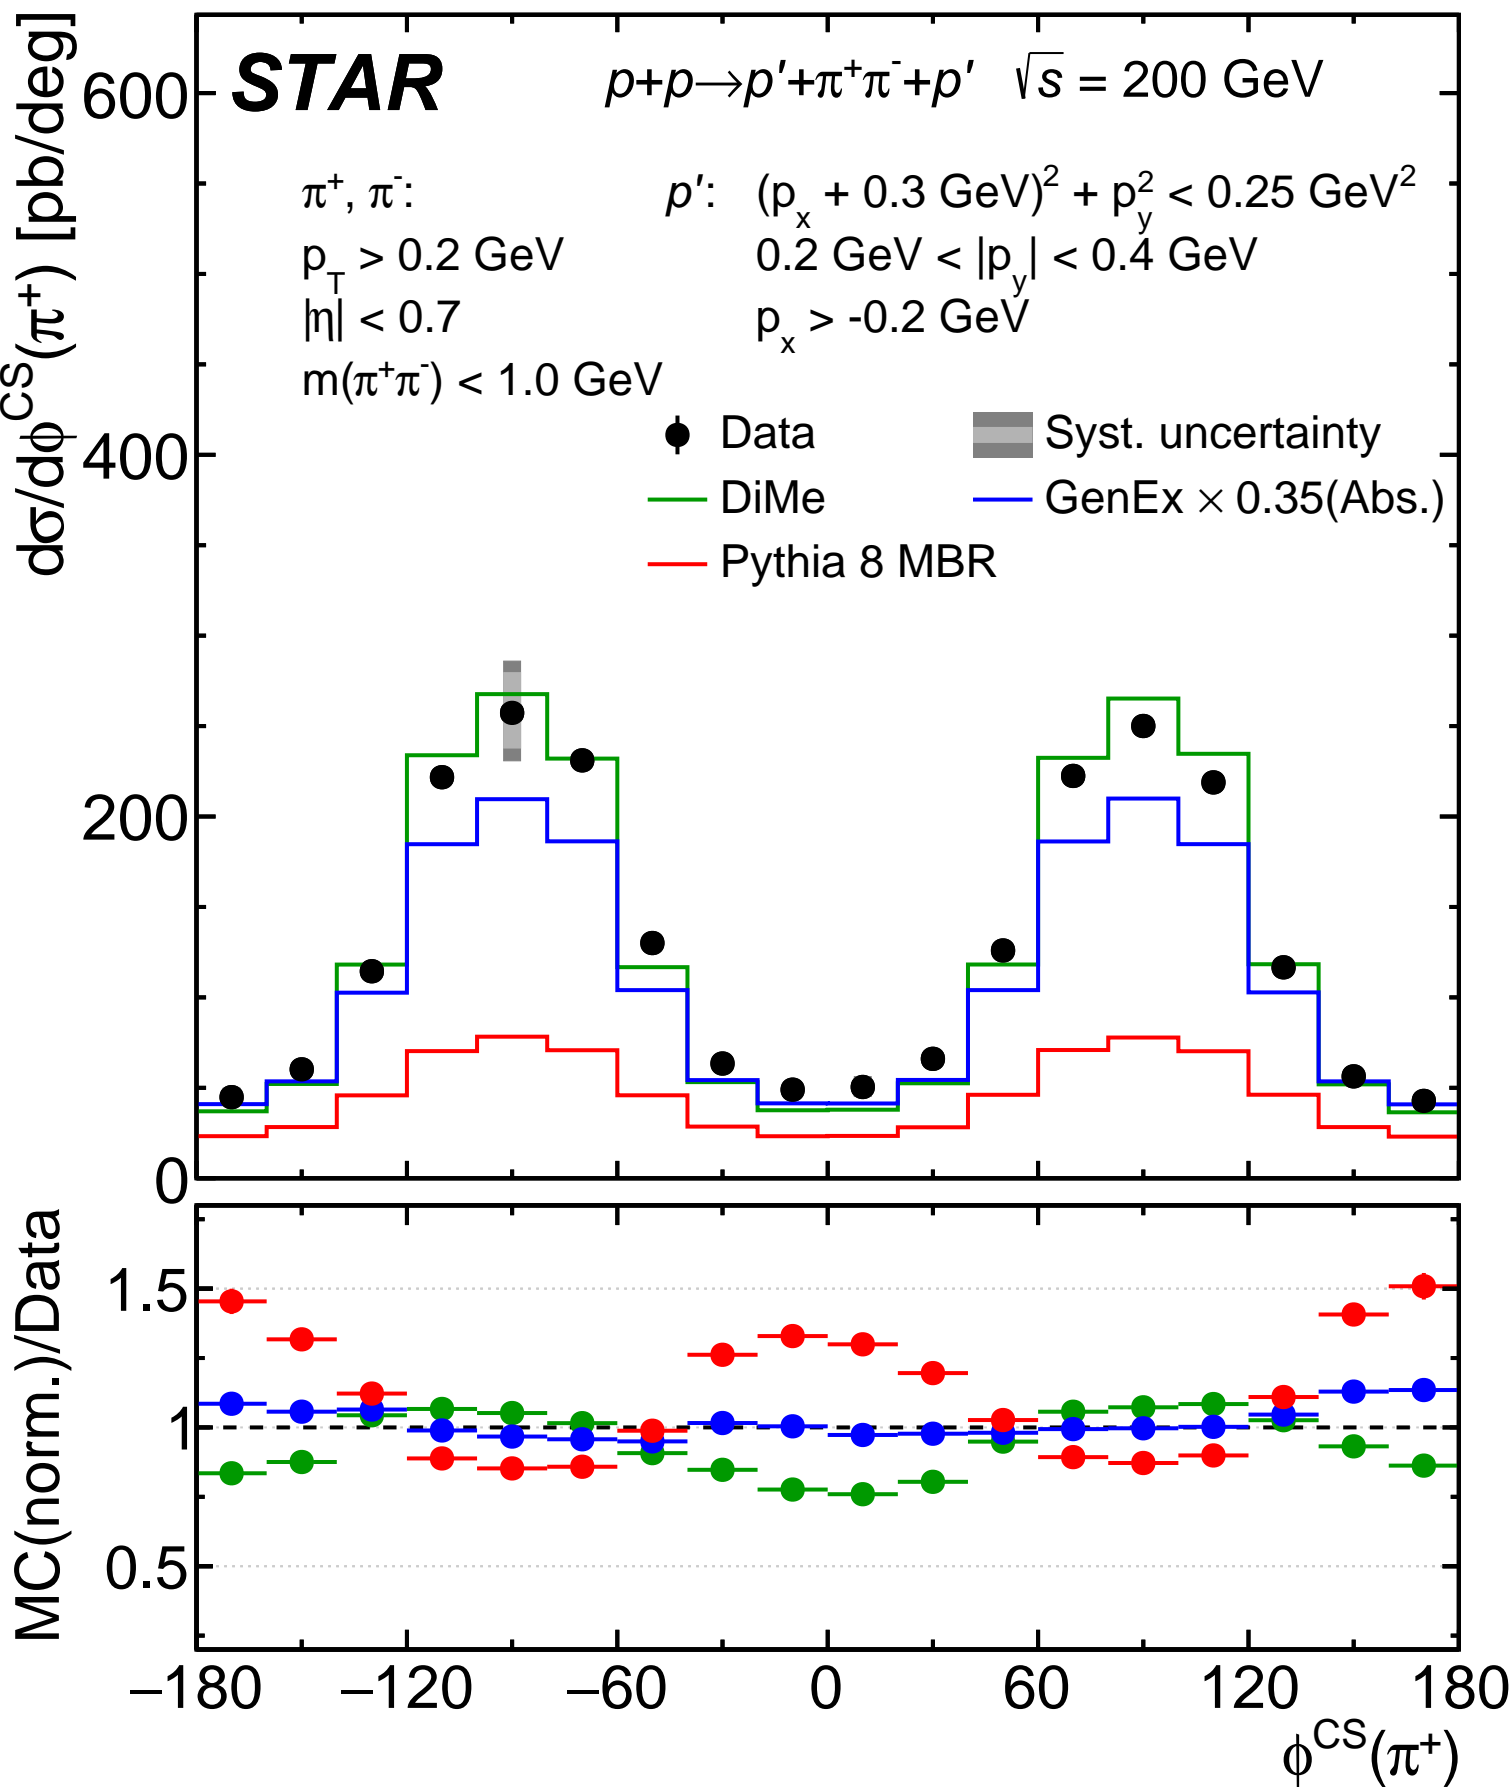 STAR p+p→p′+π⁺π⁻+p′ √s = 200 GeV
π⁺, π⁻: p′: (pₓ + 0.3 GeV)² + p_y² < 0.25 GeV²
p_T > 0.2 GeV 0.2 GeV < |p_y| < 0.4 GeV
|η| < 0.7 pₓ > -0.2 GeV
m(π⁺π⁻) < 1.0 GeV
Data Syst. uncertainty
DiMe GenEx × 0.35(Abs.)
Pythia 8 MBR
dσ/dϕ^CS(π⁺) [pb/deg]
600
400
200
0
MC(norm.)/Data
1.5
1
0.5
−180 −120 −60 0 60 120 180
ϕ^CS(π⁺)